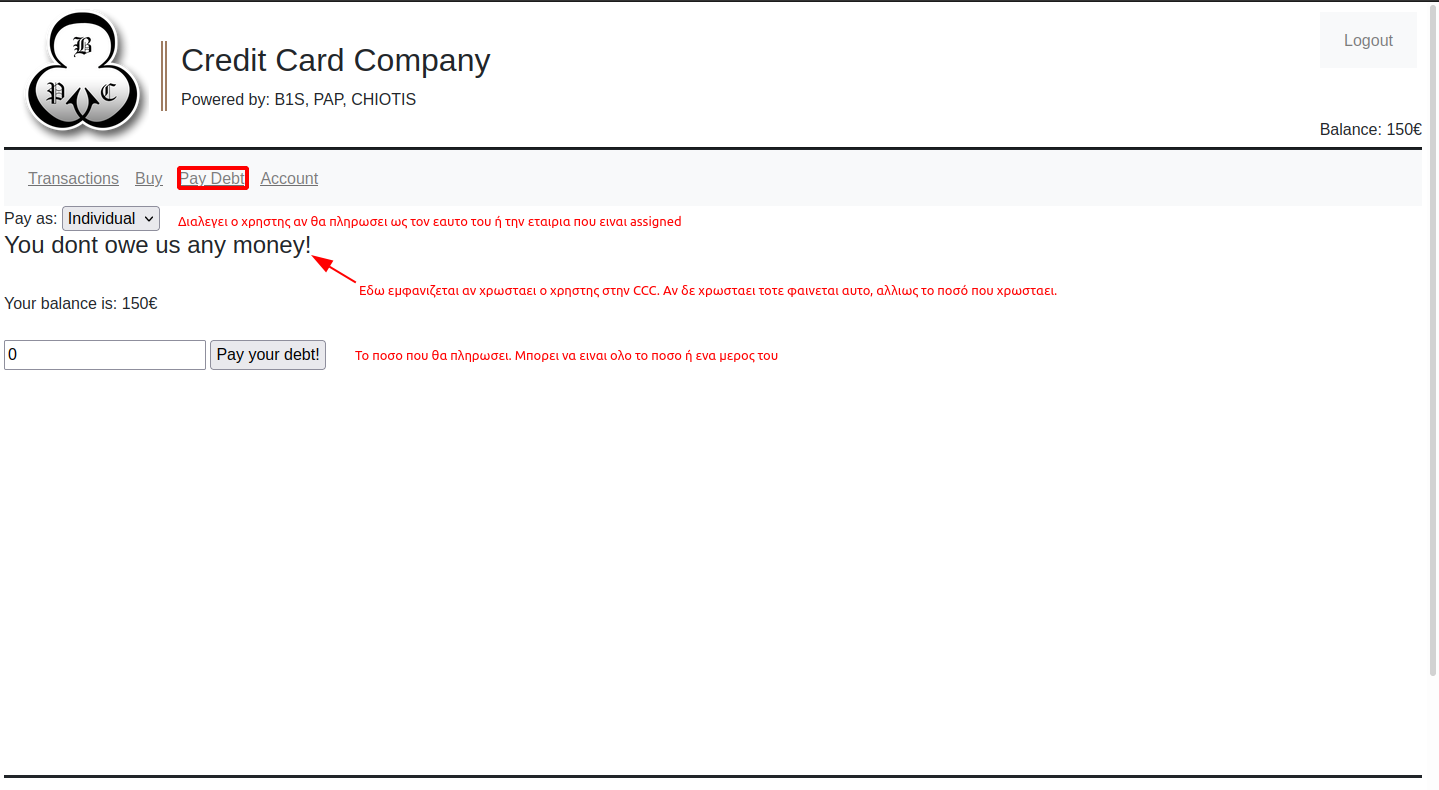 B
P C
Credit Card Company
Powered by: B1S, PAP, CHIOTIS
Logout
Balance: 150€
Transactions Buy Pay Debt Account
Pay as: Individual
Διαλεγει ο χρηστης αν θα πληρωσει ως τον εαυτο του ή την εταιρια που ειναι assigned
You dont owe us any money!
Εδω εμφανιζεται αν χρωσταει ο χρηστης στην CCC. Αν δε χρωσταει τοτε φαινεται αυτο, αλλιως το ποσό που χρωσταει.
Your balance is: 150€
0 Pay your debt!
Το ποσο που θα πληρωσει. Μπορει να ειναι ολο το ποσο ή ενα μερος του